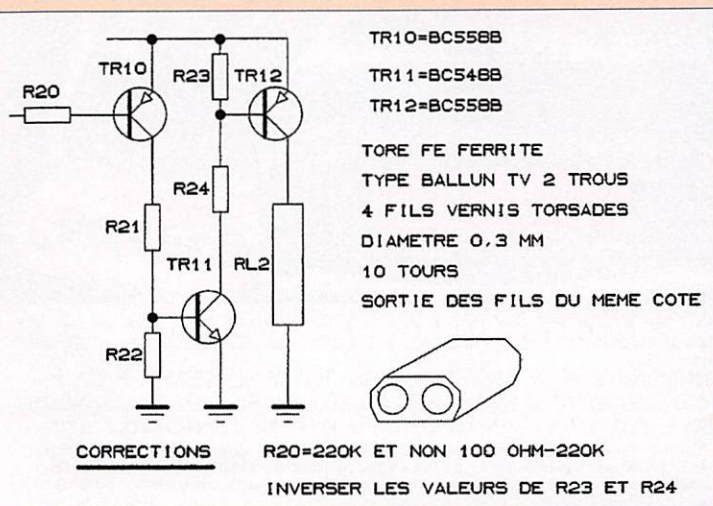 TR10=BC558B
TR10
R23
TR12
TR11=BC548B
R20
TR12=BC558B
TORE FE FERRITE
TYPE BALLUN TV 2 TROUS
R24
4 FILS VERNIS TORSADES
R21
DIAMETRE 0,3 MM
TR11
RL2
10 TOURS
SORTIE DES FILS DU MEME COTE
R22
CORRECTIONS
R20=220K ET NON 100 OHM-220K
INVERSER LES VALEURS DE R23 ET R24